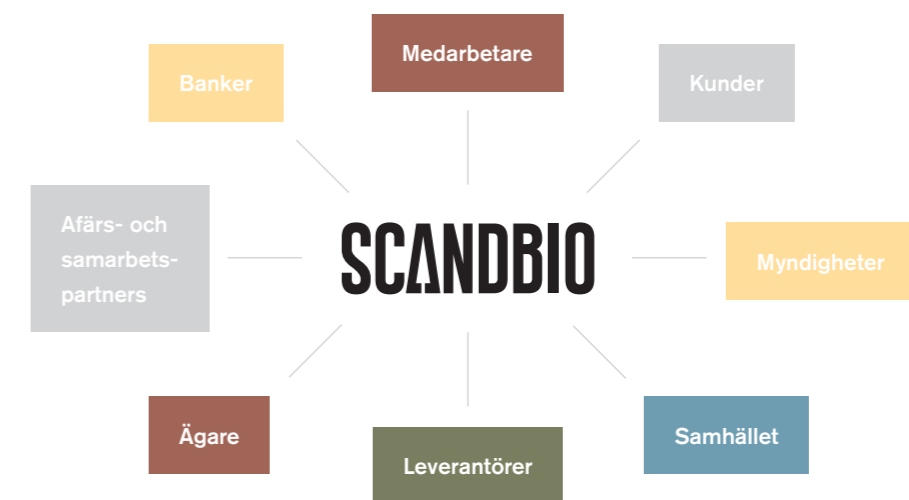 Medarbetare
Banker
Kunder
Afärs- och
samarbets-
partners
SCANDBIO
Myndigheter
Ägare
Leverantörer
Samhället